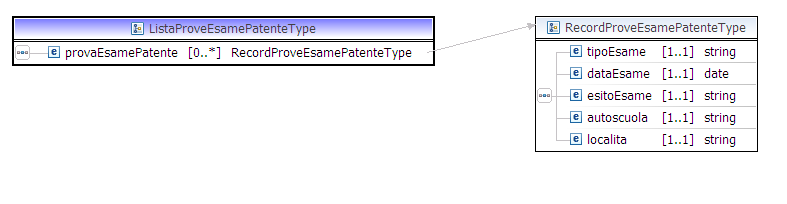 ListaProveEsamePatenteType
provaEsamePatente [0..*] RecordProveEsamePatenteType
RecordProveEsamePatenteType
tipoEsame [1..1] string
dataEsame [1..1] date
esitoEsame [1..1] string
autoscuola [1..1] string
localita [1..1] string